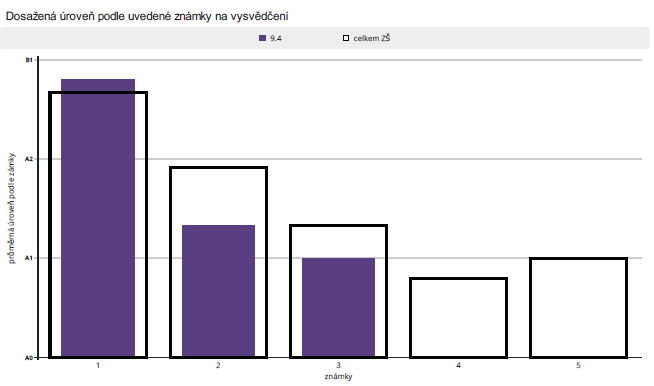 Dosažená úroveň podle uvedené známky na vysvědčení
9.4
celkem ZŠ
B1
A2
A1
A0
průměrná úroveň podle zámky
1 2 3 4 5
známky